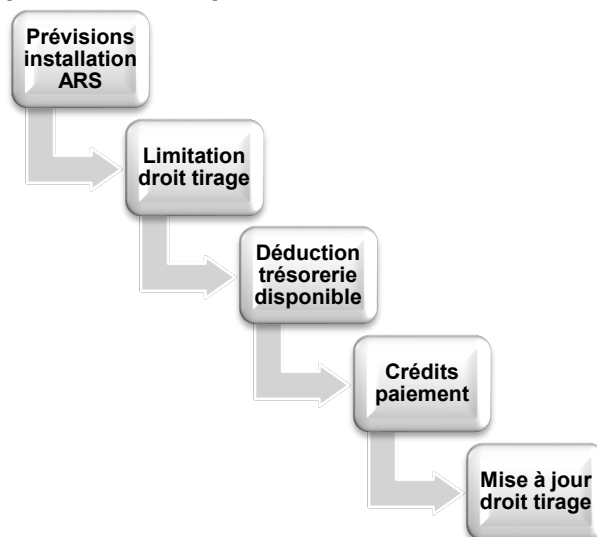 Prévisions
installation
ARS
Limitation
droit tirage
Déduction
trésorerie
disponible
Crédits
paiement
Mise à jour
droit tirage